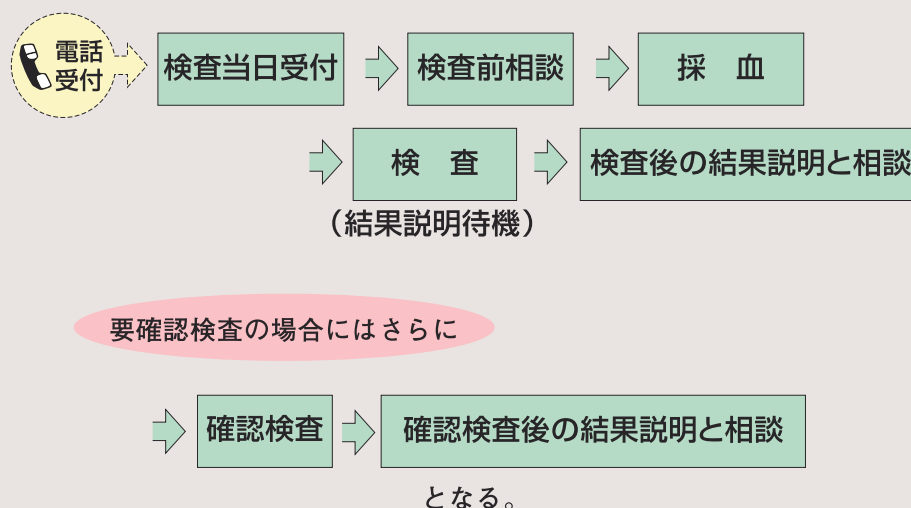 電話
受付
検査当日受付
検査前相談
採　血
検　査
検査後の結果説明と相談
（結果説明待機）
要確認検査の場合にはさらに
確認検査
確認検査後の結果説明と相談
となる。